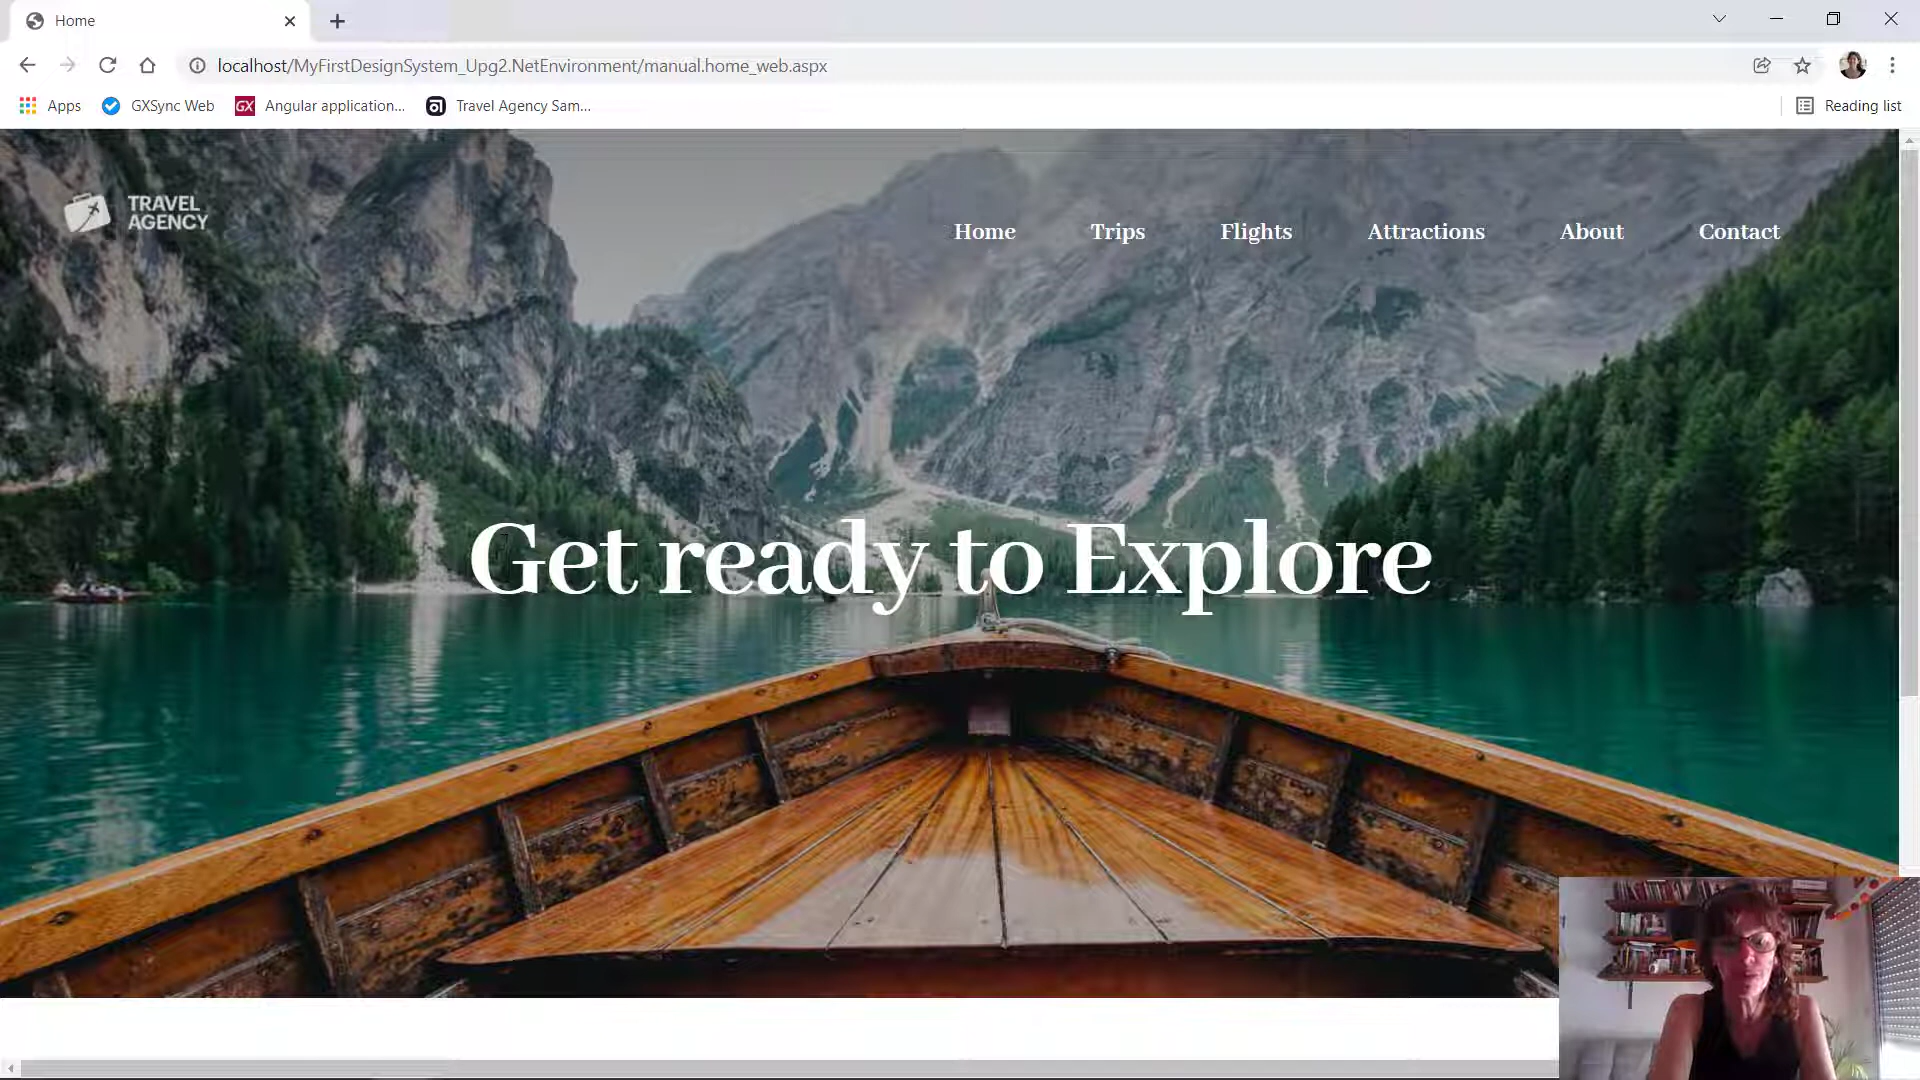 Home
localhost/MyFirstDesignSystem_Upg2.NetEnvironment/manual.home_web.aspx
Apps
GXSync Web
GX
Angular application...
Travel Agency Sam...
Reading list
TRAVEL
AGENCY
Home
Trips
Flights
Attractions
About
Contact
Get ready to Explore